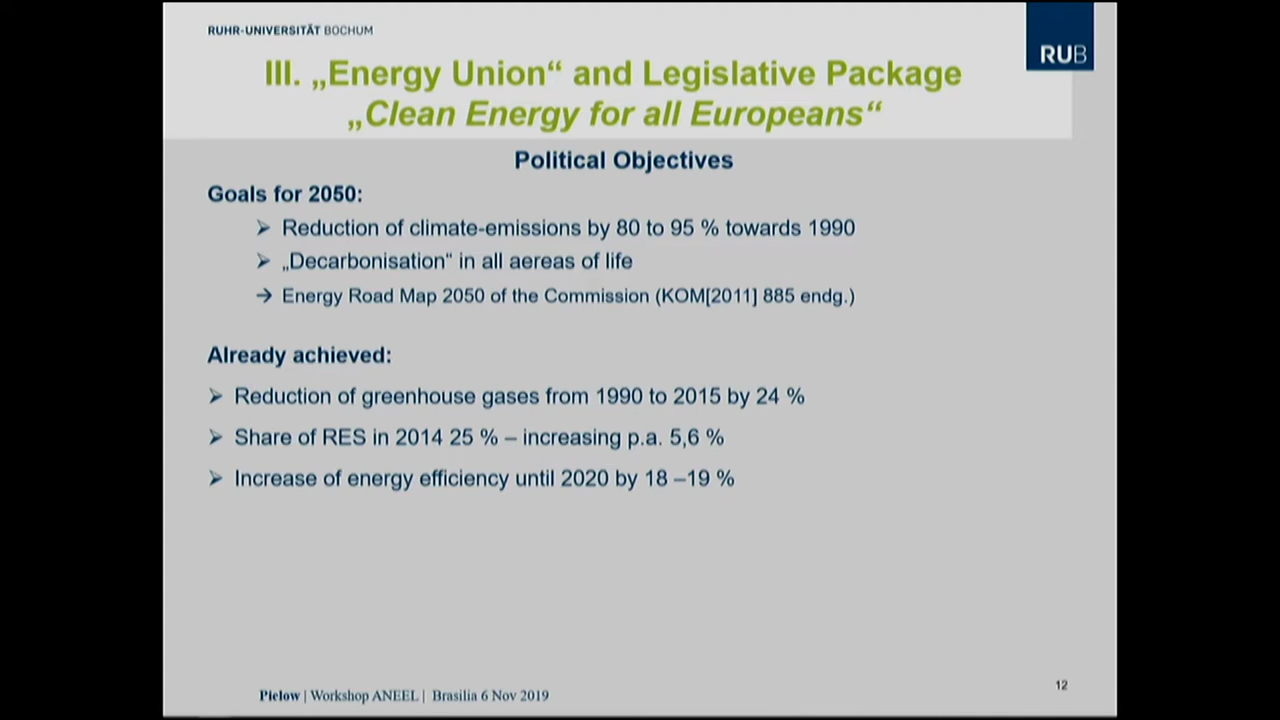 RUHR-UNIVERSITÄT BOCHUM
RUB
III. „Energy Union“ and Legislative Package
„Clean Energy for all Europeans“
Political Objectives
Goals for 2050:
➢ Reduction of climate-emissions by 80 to 95 % towards 1990
➢ „Decarbonisation“ in all aereas of life
→ Energy Road Map 2050 of the Commission (KOM[2011] 885 endg.)
Already achieved:
➢ Reduction of greenhouse gases from 1990 to 2015 by 24 %
➢ Share of RES in 2014 25 % – increasing p.a. 5,6 %
➢ Increase of energy efficiency until 2020 by 18 –19 %
Pielow | Workshop ANEEL | Brasilia 6 Nov 2019
12